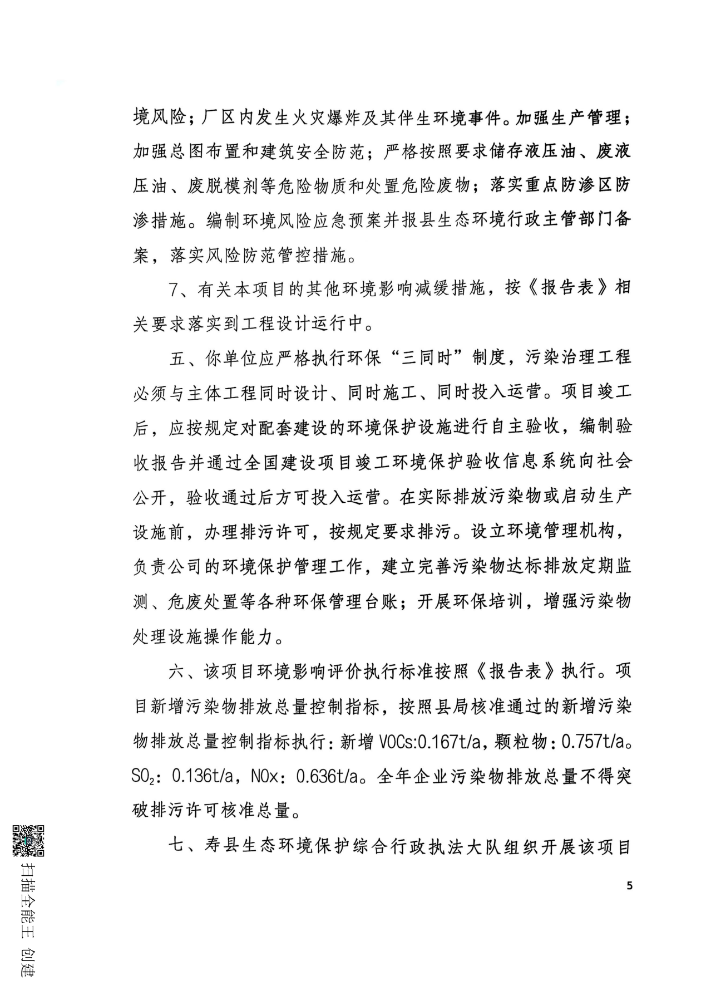 境风险；厂区内发生火灾爆炸及其伴生环境事件。加强生产管理；
加强总图布置和建筑安全防范；严格按照要求储存液压油、废液
压油、废脱模剂等危险物质和处置危险废物；落实重点防渗区防
渗措施。编制环境风险应急预案并报县生态环境行政主管部门备
案，落实风险防范管控措施。
7、有关本项目的其他环境影响减缓措施，按《报告表》相
关要求落实到工程设计运行中。
五、你单位应严格执行环保“三同时”制度，污染治理工程
必须与主体工程同时设计、同时施工、同时投入运营。项目竣工
后，应按规定对配套建设的环境保护设施进行自主验收，编制验
收报告并通过全国建设项目竣工环境保护验收信息系统向社会
公开，验收通过后方可投入运营。在实际排放污染物或启动生产
设施前，办理排污许可，按规定要求排污。设立环境管理机构，
负责公司的环境保护管理工作，建立完善污染物达标排放定期监
测、危废处置等各种环保管理台账；开展环保培训，增强污染物
处理设施操作能力。
六、该项目环境影响评价执行标准按照《报告表》执行。项
目新增污染物排放总量控制指标，按照县局核准通过的新增污染
物排放总量控制指标执行：新增 VOCs:0.167t/a，颗粒物：0.757t/a。
SO₂：0.136t/a，NOx：0.636t/a。全年企业污染物排放总量不得突
破排污许可核准总量。
七、寿县生态环境保护综合行政执法大队组织开展该项目
5
扫描全能王 创建